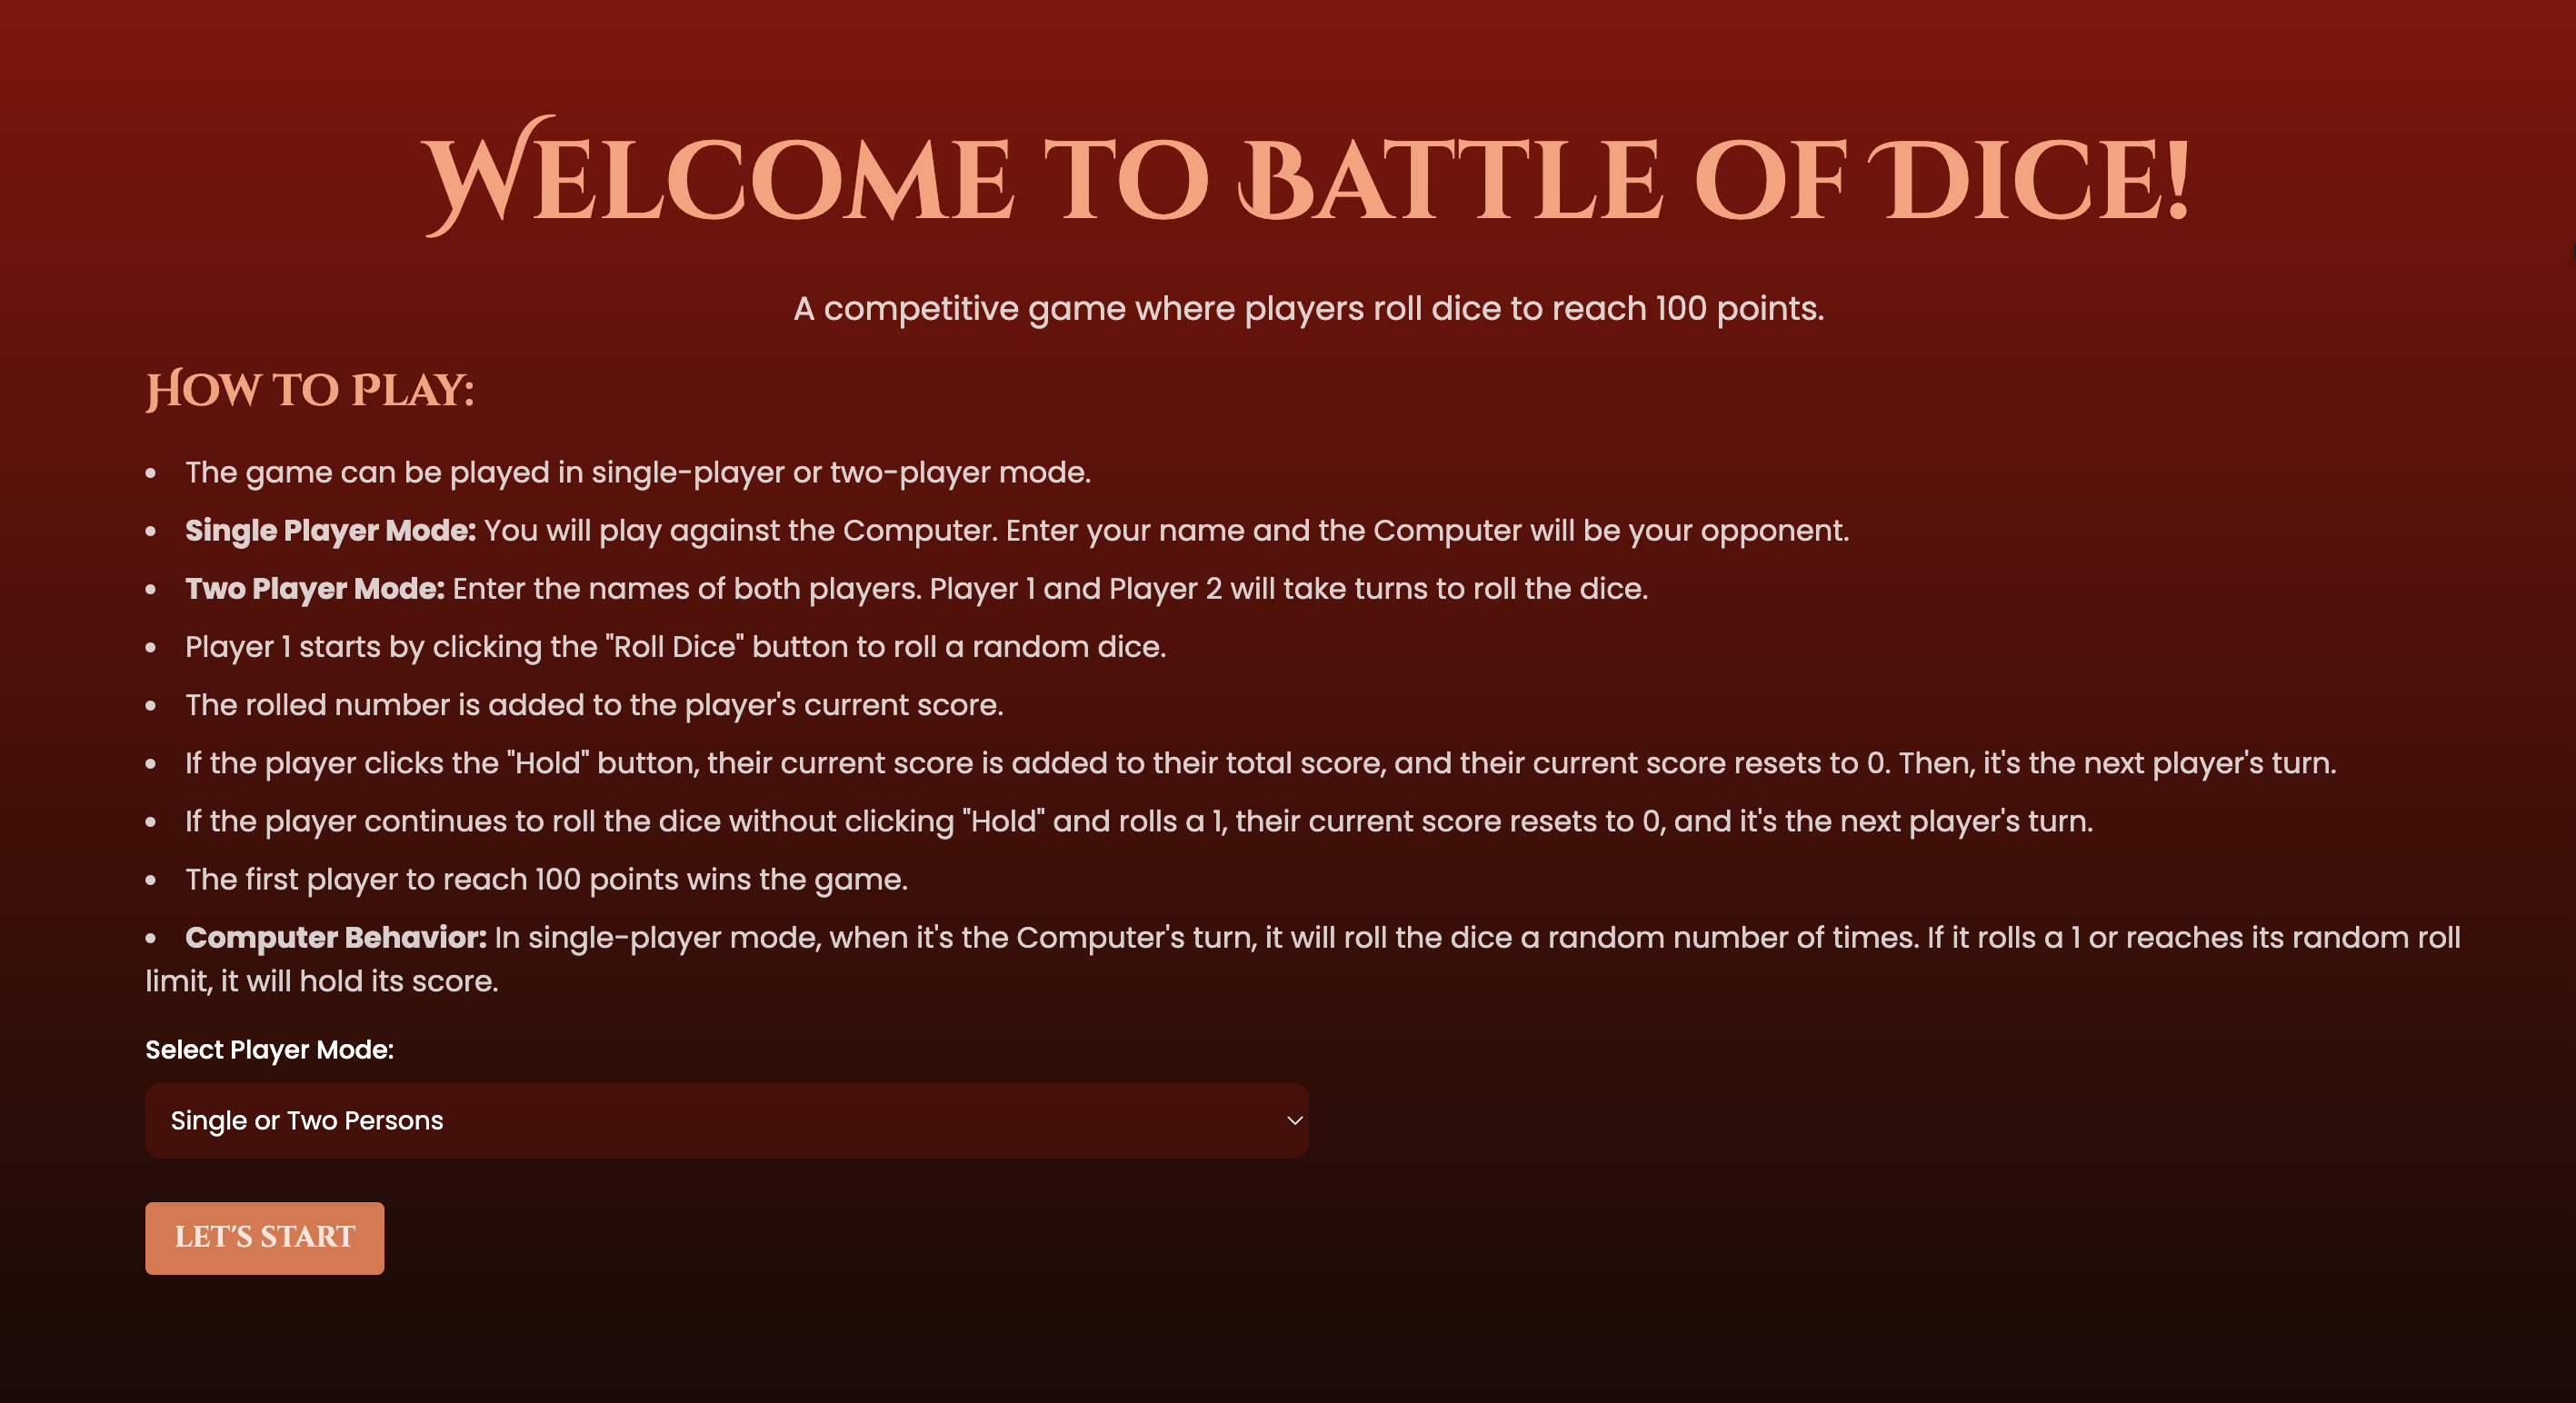 Welcome to Battle of Dice!
A competitive game where players roll dice to reach 100 points.
How to Play:
• The game can be played in single-player or two-player mode.
• Single Player Mode: You will play against the Computer. Enter your name and the Computer will be your opponent.
• Two Player Mode: Enter the names of both players. Player 1 and Player 2 will take turns to roll the dice.
• Player 1 starts by clicking the "Roll Dice" button to roll a random dice.
• The rolled number is added to the player's current score.
• If the player clicks the "Hold" button, their current score is added to their total score, and their current score resets to 0. Then, it's the next player's turn.
• If the player continues to roll the dice without clicking "Hold" and rolls a 1, their current score resets to 0, and it's the next player's turn.
• The first player to reach 100 points wins the game.
• Computer Behavior: In single-player mode, when it's the Computer's turn, it will roll the dice a random number of times. If it rolls a 1 or reaches its random roll
limit, it will hold its score.
Select Player Mode:
Single or Two Persons
LET'S START